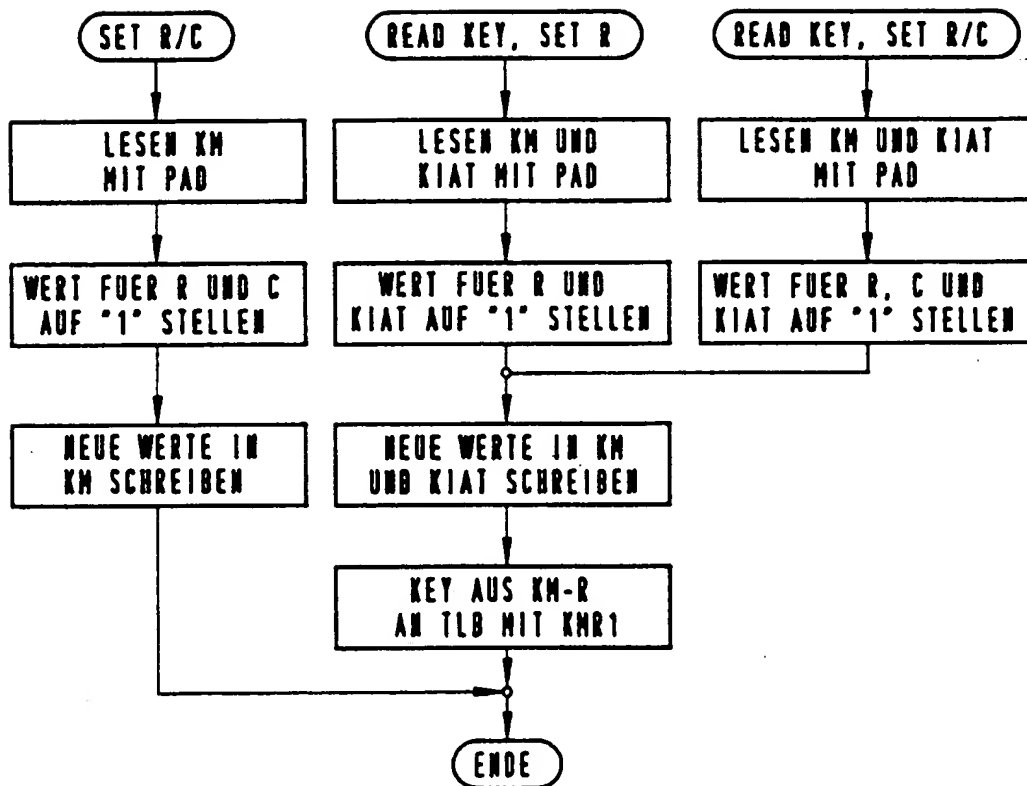 SET R/C
READ KEY, SET R
READ KEY, SET R/C
LESEN KM
MIT PAD
LESEN KM UND
KIAT MIT PAD
LESEN KM UND KIAT
MIT PAD
WERT FUER R UND C
AUF "1" STELLEN
WERT FUER R UND
KIAT AUF "1" STELLEN
WERT FUER R, C UND
KIAT AUF "1" STELLEN
NEUE WERTE IN
KM SCHREIBEN
NEUE WERTE IN KM
UND KIAT SCHREIBEN
KEY AUS KM-R
AN TLB MIT KMR1
ENDE